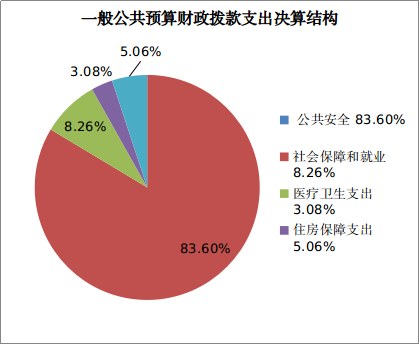 一般公共预算财政拨款支出决算结构
5.06%
3.08%
8.26%
83.60%
公共安全 83.60%
社会保障和就业
8.26%
医疗卫生支出
3.08%
住房保障支出
5.06%